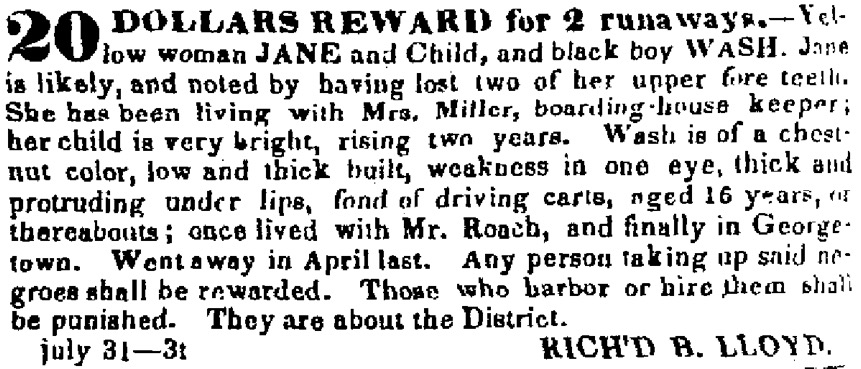 20 DOLLARS REWARD for 2 runaways.—Yel-
low woman JANE and Child, and black boy WASH. Jane
is likely, and noted by having lost two of her upper fore teeth.
She has been living with Mrs. Miller, boarding-house keeper;
her child is very bright, rising two years. Wash is of a chest-
nut color, low and thick built, weakness in one eye, thick and
protruding under lips, fond of driving carts, aged 16 years, or
thereabouts; once lived with Mr. Roach, and finally in George-
town. Went away in April last. Any person taking up said ne-
groes shall be rewarded. Those who harbor or hire them shall
be punished. They are about the District.
july 31—3t RICH'D B. LLOYD.